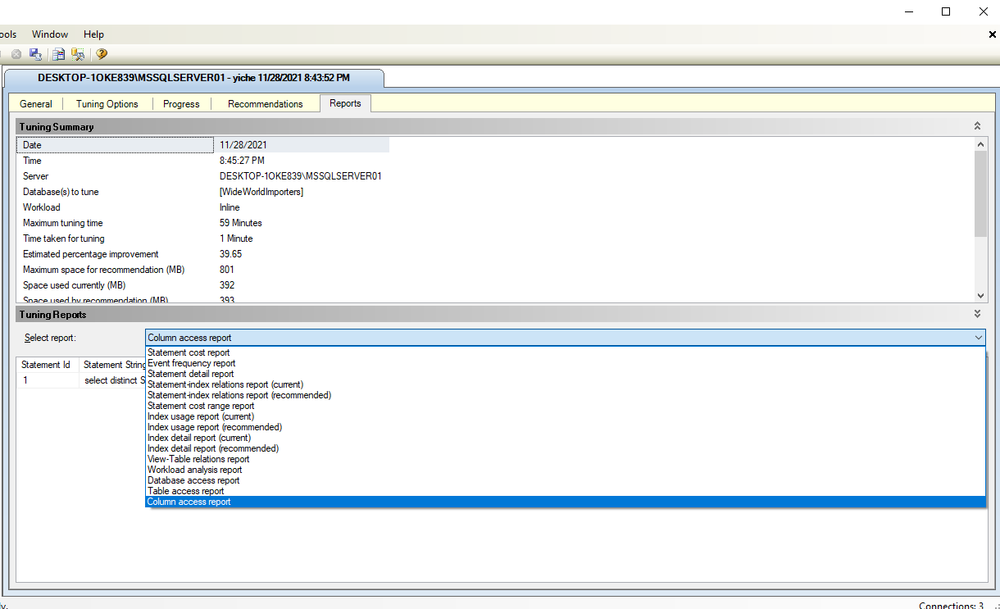 ools Window Help
DESKTOP-1OKE839\MSSQLSERVER01 - yiche 11/28/2021 8:43:52 PM
General Tuning Options Progress Recommendations Reports
Tuning Summary
Date 11/28/2021
Time 8:45:27 PM
Server DESKTOP-1OKE839\MSSQLSERVER01
Database(s) to tune [WideWorldImporters]
Workload Inline
Maximum tuning time 59 Minutes
Time taken for tuning 1 Minute
Estimated percentage improvement 39.65
Maximum space for recommendation (MB) 801
Space used currently (MB) 392
Space used by recommendation (MB) 393
Tuning Reports
Select report: Column access report
Statement Id Statement String
1 select distinct S
Statement cost report
Event frequency report
Statement detail report
Statement-index relations report (current)
Statement-index relations report (recommended)
Statement cost range report
Index usage report (current)
Index usage report (recommended)
Index detail report (current)
Index detail report (recommended)
View-Table relations report
Workload analysis report
Database access report
Table access report
Column access report
y. Connections: 3